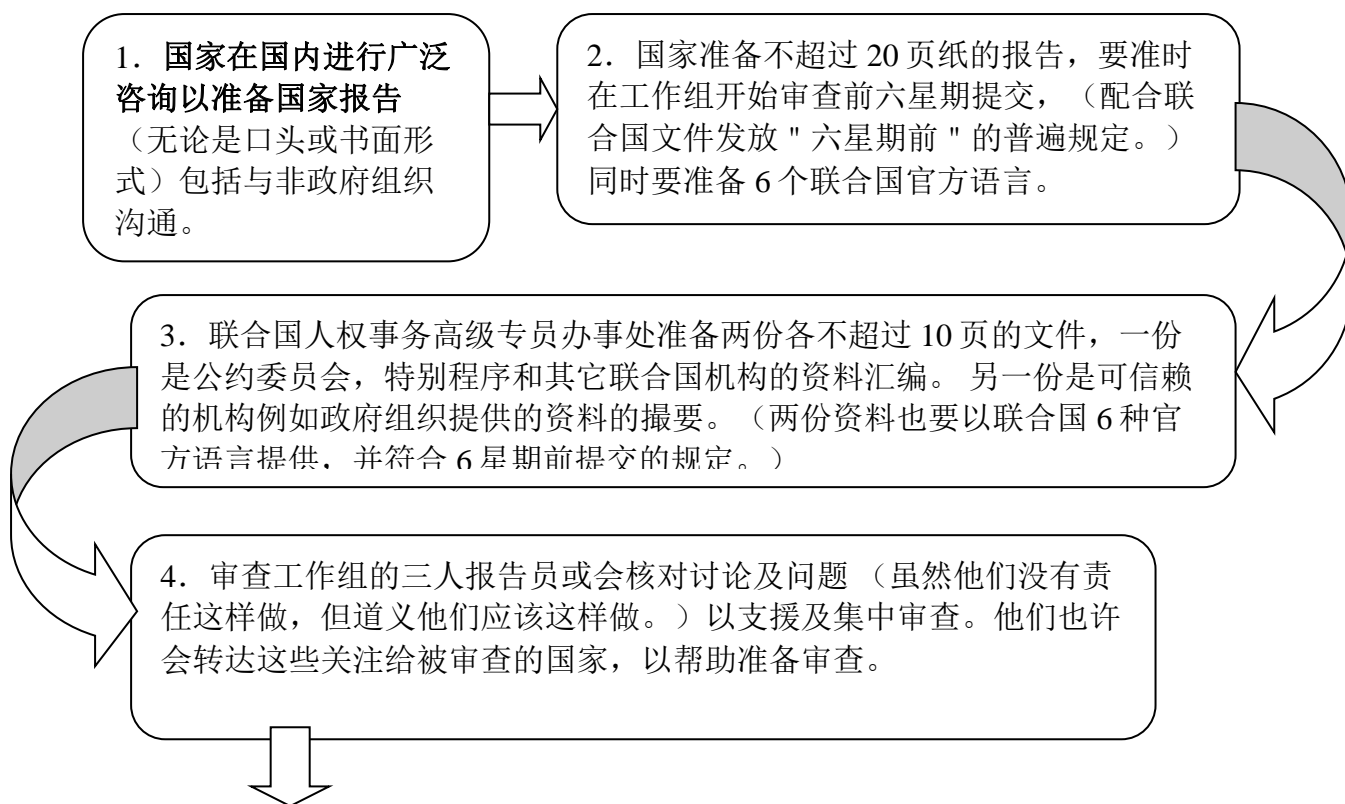 1．国家在国内进行广泛
咨询以准备国家报告
（无论是口头或书面形
式）包括与非政府组织
沟通。
2．国家准备不超过 20 页纸的报告，要准时
在工作组开始审查前六星期提交，（配合联
合国文件发放 " 六星期前 " 的普遍规定。）
同时要准备 6 个联合国官方语言。
3．联合国人权事务高级专员办事处准备两份各不超过 10 页的文件，一份
是公约委员会，特别程序和其它联合国机构的资料汇编。 另一份是可信赖
的机构例如政府组织提供的资料的撮要。（两份资料也要以联合国 6 种官
方语言提供，并符合 6 星期前提交的规定。）
4．审查工作组的三人报告员或会核对讨论及问题 （虽然他们没有责
任这样做，但道义他们应该这样做。）以支援及集中审查。他们也许
会转达这些关注给被审查的国家，以帮助准备审查。